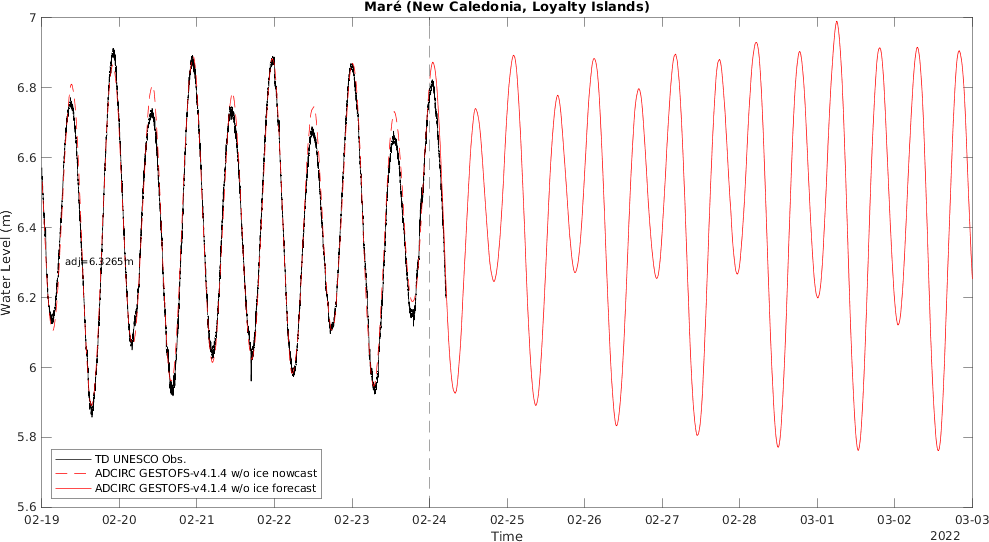 Maré (New Caledonia, Loyalty Islands)
7
6.8
6.6
6.4
6.2
6
5.8
5.6
Water Level (m)
adj=6.3265m
TD UNESCO Obs.
ADCIRC GESTOFS-v4.1.4 w/o ice nowcast
ADCIRC GESTOFS-v4.1.4 w/o ice forecast
02-19 02-20 02-21 02-22 02-23 02-24 02-25 02-26 02-27 02-28 03-01 03-02 03-03
Time
2022